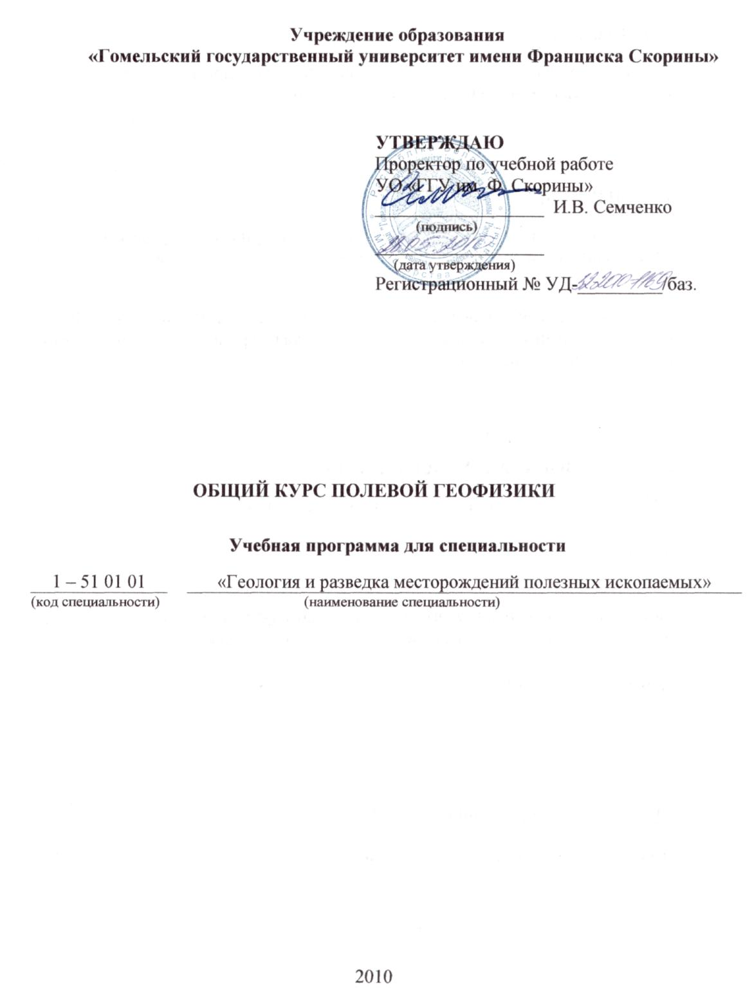 Учреждение образования
«Гомельский государственный университет имени Франциска Скорины»
УТВЕРЖДАЮ
Проректор по учебной работе
УО «ГГУ им. Ф. Скорины»
И.В. Семченко
(подпись)
28.05.2010
(дата утверждения)
Регистрационный № УД-32-2010-1169/баз.
ОБЩИЙ КУРС ПОЛЕВОЙ ГЕОФИЗИКИ
Учебная программа для специальности
1 – 51 01 01 «Геология и разведка месторождений полезных ископаемых»
(код специальности) (наименование специальности)
2010